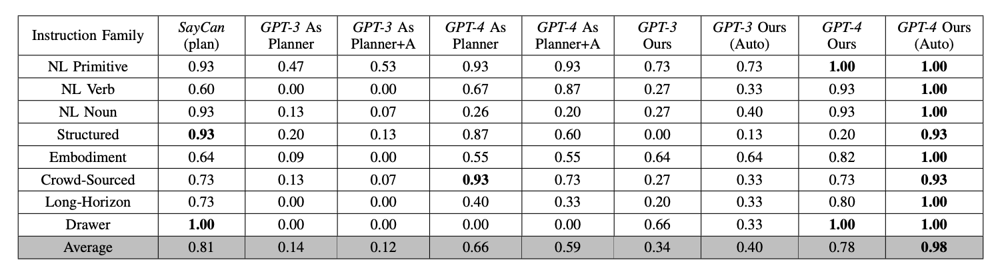 Instruction Family SayCan (plan) GPT-3 As Planner GPT-3 As Planner+A GPT-4 As Planner GPT-4 As Planner+A GPT-3 Ours GPT-3 Ours (Auto) GPT-4 Ours GPT-4 Ours (Auto)
NL Primitive 0.93 0.47 0.53 0.93 0.93 0.73 0.73 1.00 1.00
NL Verb 0.60 0.00 0.00 0.67 0.87 0.27 0.33 0.93 1.00
NL Noun 0.93 0.13 0.07 0.26 0.20 0.27 0.40 0.93 1.00
Structured 0.93 0.20 0.13 0.87 0.60 0.00 0.13 0.20 0.93
Embodiment 0.64 0.09 0.00 0.55 0.55 0.64 0.64 0.82 1.00
Crowd-Sourced 0.73 0.13 0.07 0.93 0.73 0.27 0.33 0.73 0.93
Long-Horizon 0.73 0.00 0.00 0.40 0.33 0.20 0.33 0.80 1.00
Drawer 1.00 0.00 0.00 0.00 0.00 0.66 0.33 1.00 1.00
Average 0.81 0.14 0.12 0.66 0.59 0.34 0.40 0.78 0.98